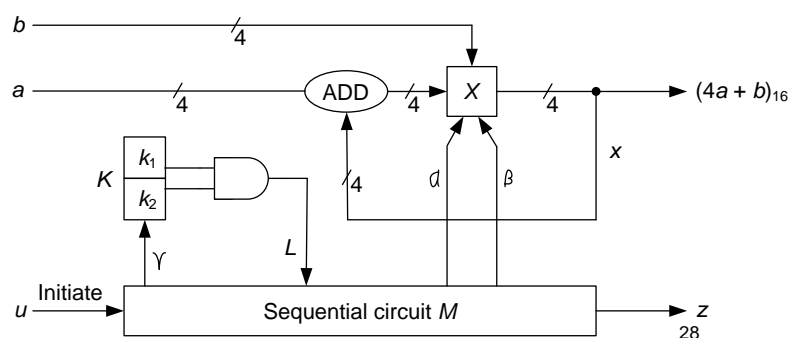 b
4
a
4
ADD
4
X
4
(4a + b)16
K
k1
k2
4
α
β
x
γ
L
u
Initiate
Sequential circuit M
z
28